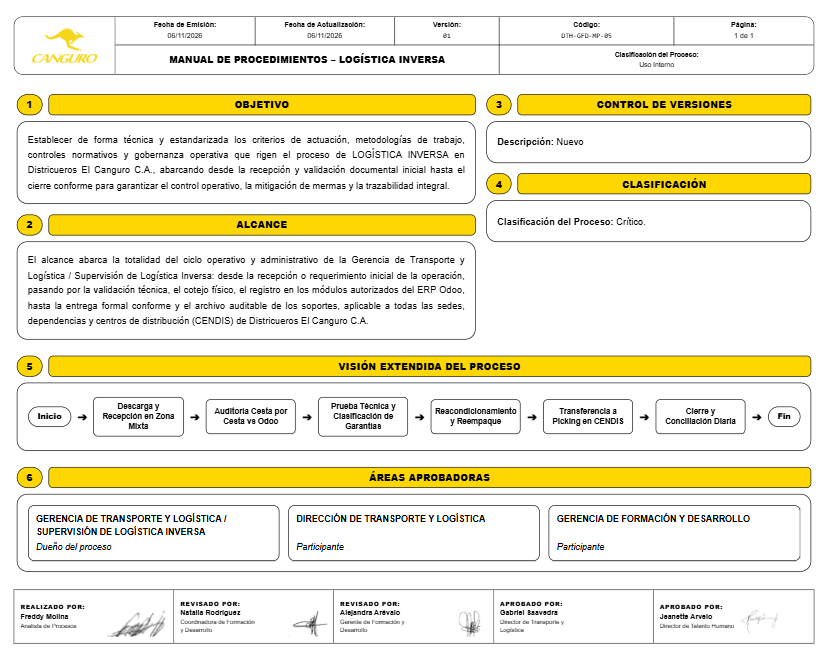 CANGURO
Fecha de Emisión:
06/11/2026
Fecha de Actualización:
06/11/2026
Versión:
01
Código:
DTM-GFD-MP-05
Página:
1 de 1
MANUAL DE PROCEDIMIENTOS – LOGÍSTICA INVERSA
Clasificación del Proceso:
Uso Interno
1
OBJETIVO
Establecer de forma técnica y estandarizada los criterios de actuación, metodologías de trabajo,
controles normativos y gobernanza operativa que rigen el proceso de LOGÍSTICA INVERSA en
Districueros El Canguro C.A., abarcando desde la recepción y validación documental inicial hasta el
cierre conforme para garantizar el control operativo, la mitigación de mermas y la trazabilidad integral.
2
ALCANCE
El alcance abarca la totalidad del ciclo operativo y administrativo de la Gerencia de Transporte y
Logística / Supervisión de Logística Inversa: desde la recepción o requerimiento inicial de la operación,
pasando por la validación técnica, el cotejo físico, el registro en los módulos autorizados del ERP Odoo,
hasta la entrega formal conforme y el archivo auditable de los soportes, aplicable a todas las sedes,
dependencias y centros de distribución (CENDIS) de Districueros El Canguro C.A.
3
CONTROL DE VERSIONES
Descripción: Nuevo
4
CLASIFICACIÓN
Clasificación del Proceso: Crítico.
5
VISIÓN EXTENDIDA DEL PROCESO
Inicio
Descarga y
Recepción en Zona
Mixta
Auditoría Cesta por
Cesta vs Odoo
Prueba Técnica y
Clasificación de
Garantías
Reacondicionamiento
y Reempaque
Transferencia a
Picking en CENDIS
Cierre y
Conciliación Diaria
Fin
6
ÁREAS APROBADORAS
GERENCIA DE TRANSPORTE Y LOGÍSTICA /
SUPERVISIÓN DE LOGÍSTICA INVERSA
Dueño del proceso
DIRECCIÓN DE TRANSPORTE Y LOGÍSTICA
Participante
GERENCIA DE FORMACIÓN Y DESARROLLO
Participante
REALIZADO POR:
Freddy Molina
Analista de Procesos
REVISADO POR:
Natalia Rodríguez
Coordinadora de Formación
y Desarrollo
REVISADO POR:
Alejandra Arévalo
Gerente de Formación y
Desarrollo
APROBADO POR:
Gabriel Saavedra
Director de Transporte y
Logística
APROBADO POR:
Jeanette Arvelo
Director de Talento Humano